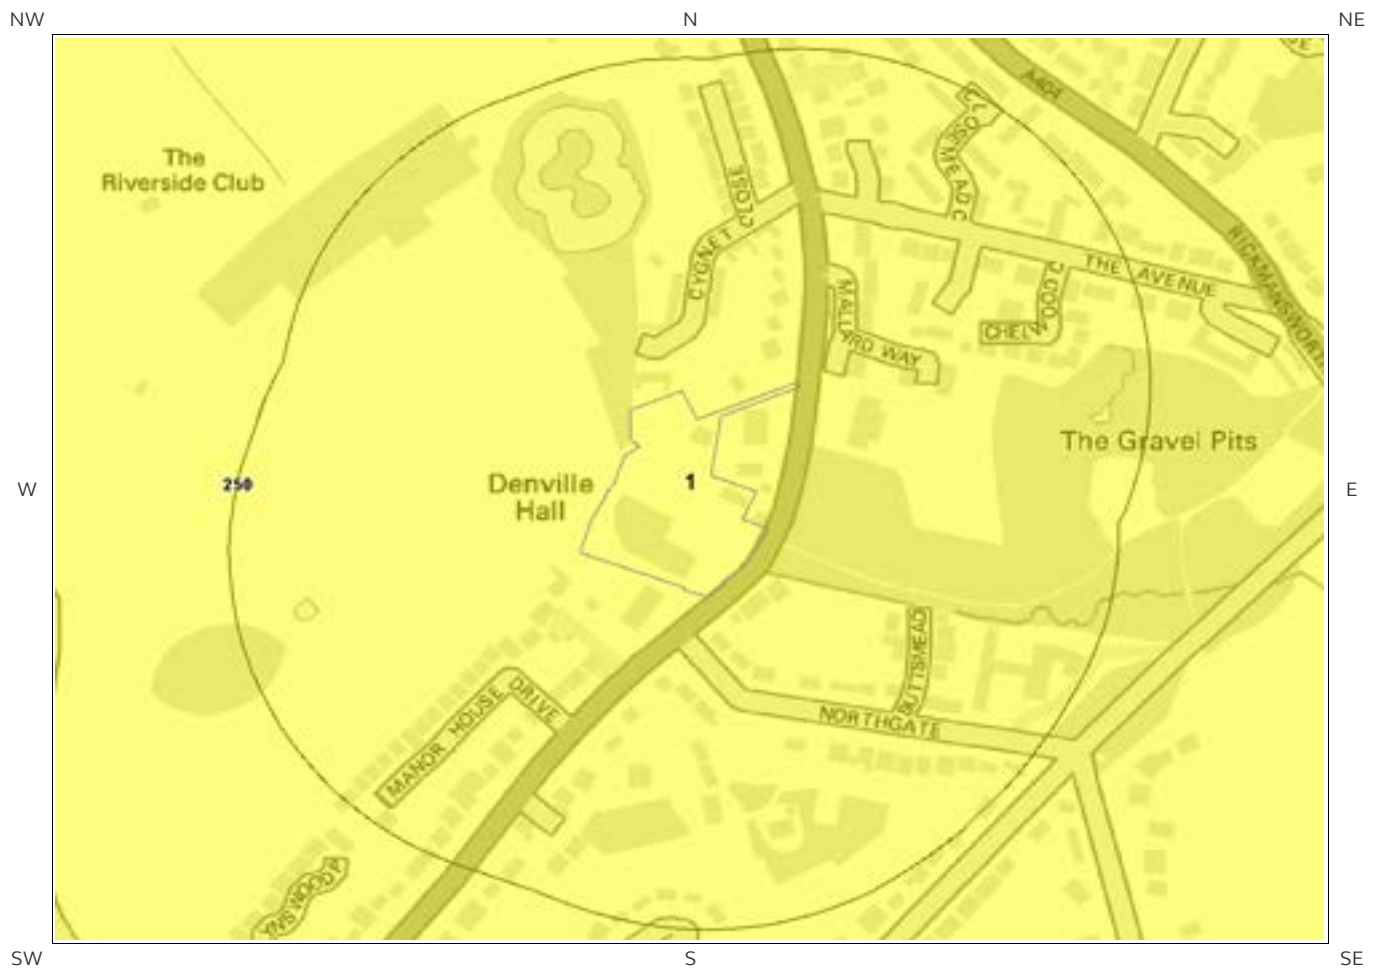 NW
N
NE
A404
The
Riverside Club
CLOSE
CYGNET
CLOSEMEAD
RICKMANSWORTH
THE AVENUE
MALLARD WAY
CHELWOOD C
The Gravel Pits
W
250
Denville
Hall
1
E
BUTTSMEAD
MANOR HOUSE DRIVE
NORTHGATE
SW
S
SE